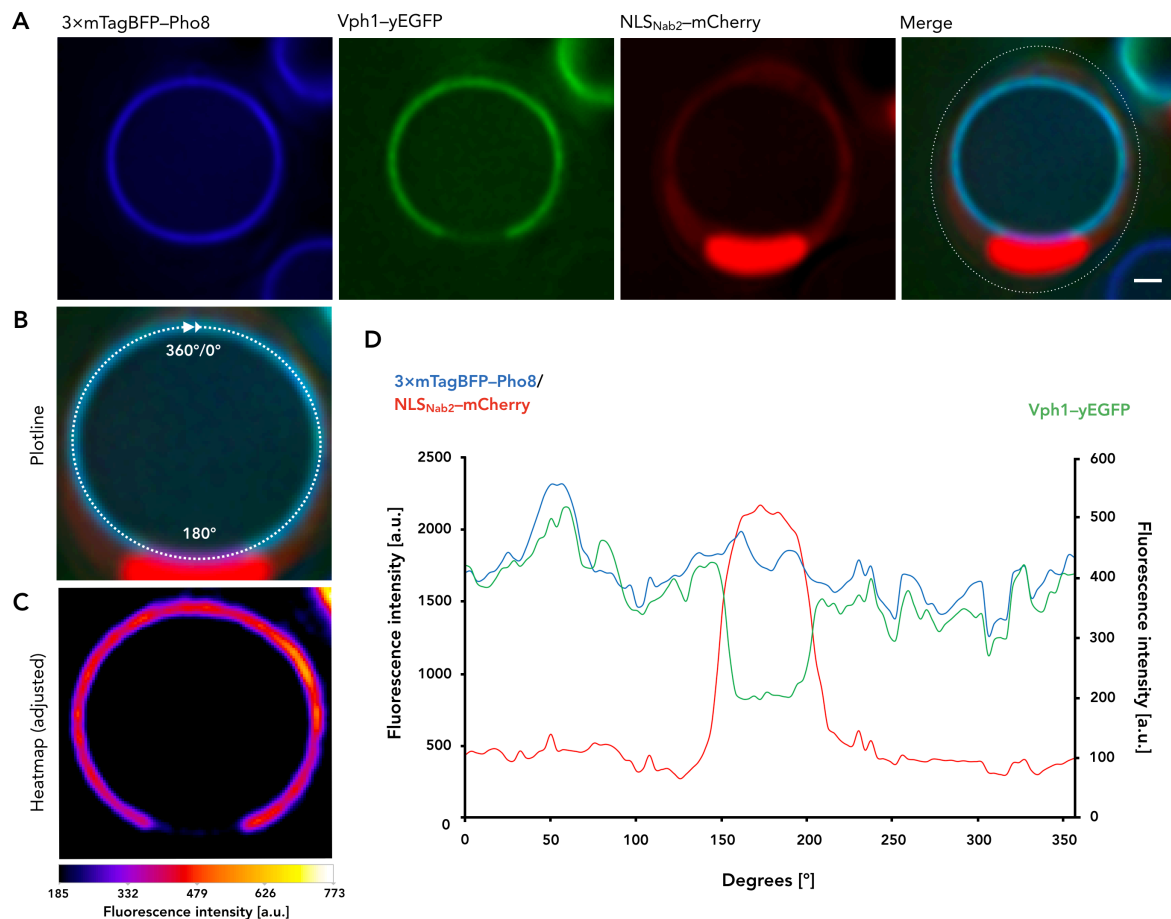 A
3×mTagBFP–Pho8
Vph1–yEGFP
NLSNab2–mCherry
Merge
B
Plotline
360°/0°
180°
C
Heatmap (adjusted)
185 332 479 626 773
Fluorescence intensity [a.u.]
D
3×mTagBFP–Pho8/
NLSNab2–mCherry
Vph1–yEGFP
Fluorescence intensity [a.u.]
2500
2000
1500
1000
500
0
600
500
400
300
200
100
0
Fluorescence intensity
[a.u.]
0 50 100 150 200 250 300 350
Degrees [°]